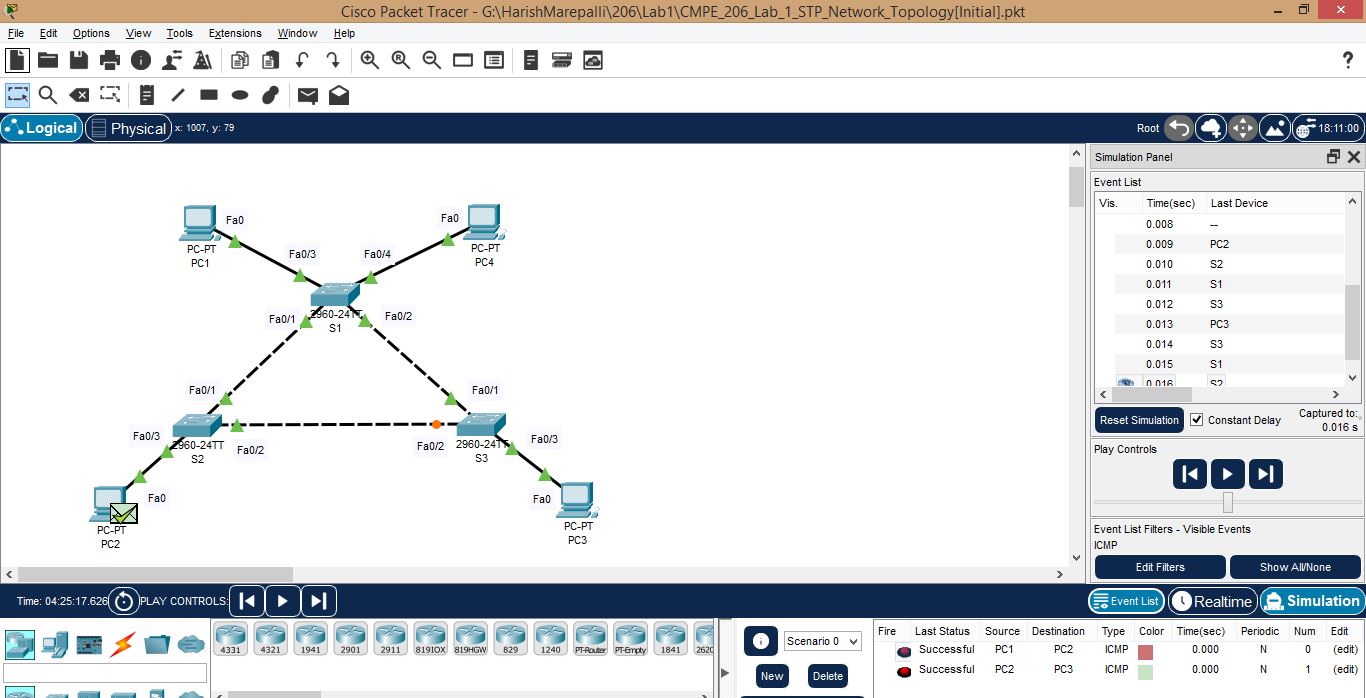 Cisco Packet Tracer - G:\HarishMarepalli\206\Lab1\CMPE_206_Lab_1_STP_Network_Topology[Initial].pkt
File Edit Options View Tools Extensions Window Help
Logical Physical x: 1007, y: 79 Root 18:11:00
Simulation Panel
Event List
Vis. Time(sec) Last Device
0.008 --
0.009 PC2
0.010 S2
0.011 S1
0.012 S3
0.013 PC3
0.014 S3
0.015 S1
0.016 S2
Reset Simulation Constant Delay Captured to:
0.016 s
Play Controls
Event List Filters - Visible Events
ICMP
Edit Filters Show All/None
Fa0 Fa0
PC-PT PC-PT
PC1 PC4
Fa0/3 Fa0/4
2960-24TT
S1
Fa0/1 Fa0/2
Fa0/1 Fa0/1
2960-24TT 2960-24TT
S2 S3
Fa0/3 Fa0/2 Fa0/2 Fa0/3
Fa0 Fa0
PC-PT PC-PT
PC2 PC3
Time: 04:25:17.626 PLAY CONTROLS: Event List Realtime Simulation
4331 4321 1941 2901 2911 819IOX 819HGW 829 1240 PT-Router PT-Empty 1841 2620
Scenario 0
New Delete
Fire Last Status Source Destination Type Color Time(sec) Periodic Num Edit
Successful PC1 PC2 ICMP 0.000 N 0 (edit)
Successful PC2 PC3 ICMP 0.000 N 1 (edit)